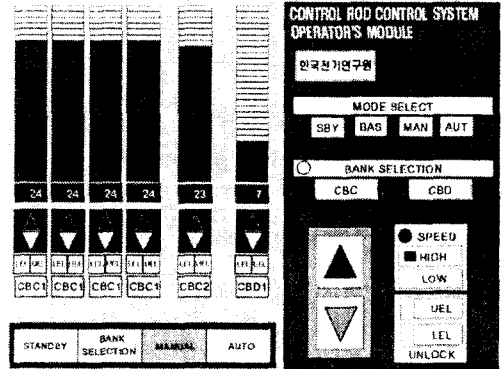 CONTROL ROD CONTROL SYSTEM
OPERATOR'S MODULE
한국전기연구원
MODE SELECT
SBY BAS MAN AUT
BANK SELECTION
CBC CBD
SPEED
HIGH
LOW
UEL
LEL
UNLOCK
24 24 24 24 23 7
CBC1 CBC1 CBC1 CBC1 CBC2 CBD1
STANDBY BANK SELECTION MANUAL AUTO